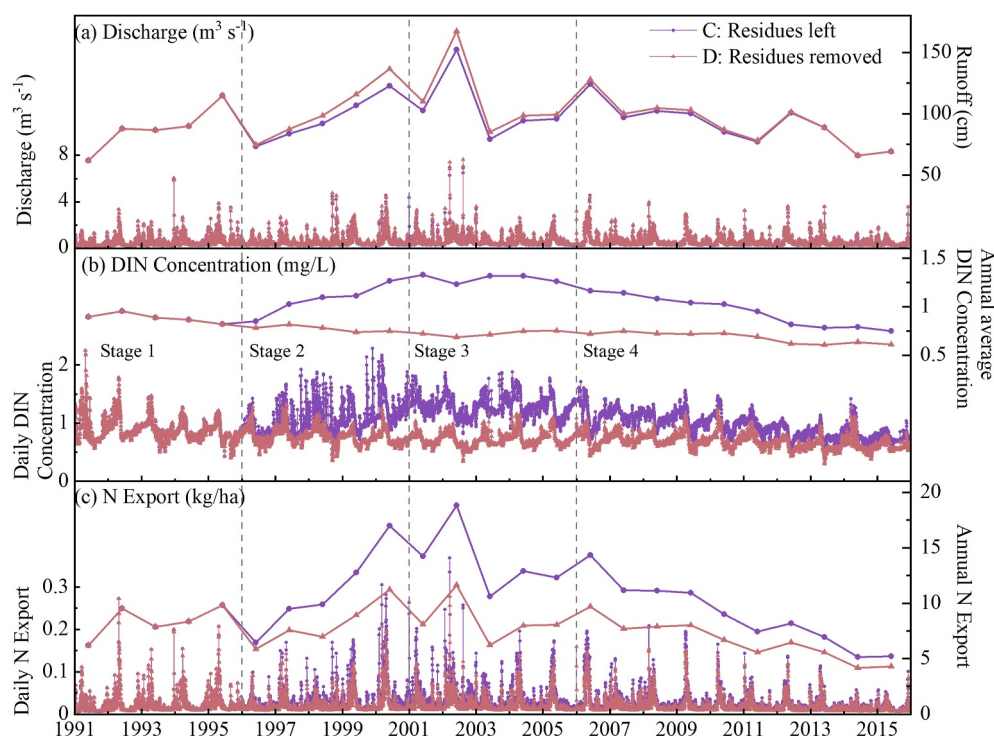 (a) Discharge (m³ s⁻¹)
C: Residues left
D: Residues removed
Discharge (m³ s⁻¹)
8
4
0
150
100
50
0
Runoff (cm)
(b) DIN Concentration (mg/L)
Stage 1
Stage 2
Stage 3
Stage 4
Daily DIN
Concentration
2
1
0
1.5
1
0.5
Annual average
DIN Concentration
(c) N Export (kg/ha)
Daily N Export
0.3
0.2
0.1
0
20
15
10
5
0
Annual N Export
1991 1993 1995 1997 1999 2001 2003 2005 2007 2009 2011 2013 2015